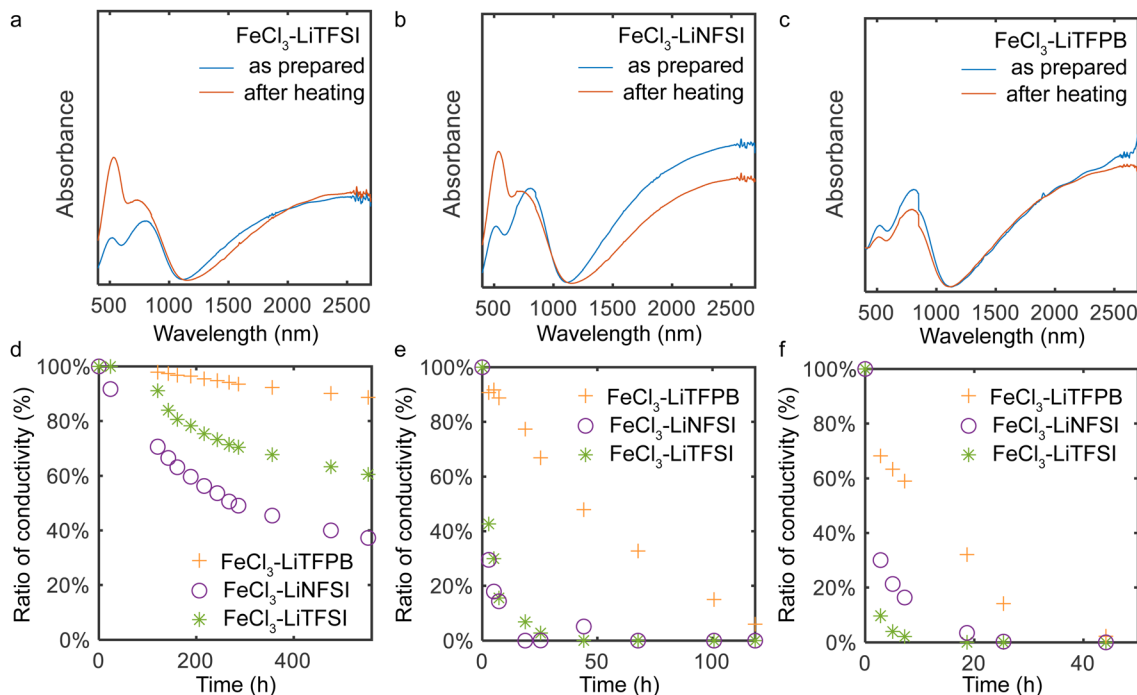 a
FeCl₃-LiTFSI
as prepared
after heating
Absorbance
500 1000 1500 2000 2500
Wavelength (nm)
b
FeCl₃-LiNFSI
as prepared
after heating
Absorbance
500 1000 1500 2000 2500
Wavelength (nm)
c
FeCl₃-LiTFPB
as prepared
after heating
Absorbance
500 1000 1500 2000 2500
Wavelength (nm)
d
100%
80%
60%
40%
20%
0%
Ratio of conductivity (%)
FeCl₃-LiTFPB
FeCl₃-LiNFSI
FeCl₃-LiTFSI
0 200 400
Time (h)
e
100%
80%
60%
40%
20%
0%
Ratio of conductivity (%)
FeCl₃-LiTFPB
FeCl₃-LiNFSI
FeCl₃-LiTFSI
0 50 100
Time (h)
f
100%
80%
60%
40%
20%
0%
Ratio of conductivity (%)
FeCl₃-LiTFPB
FeCl₃-LiNFSI
FeCl₃-LiTFSI
0 20 40
Time (h)